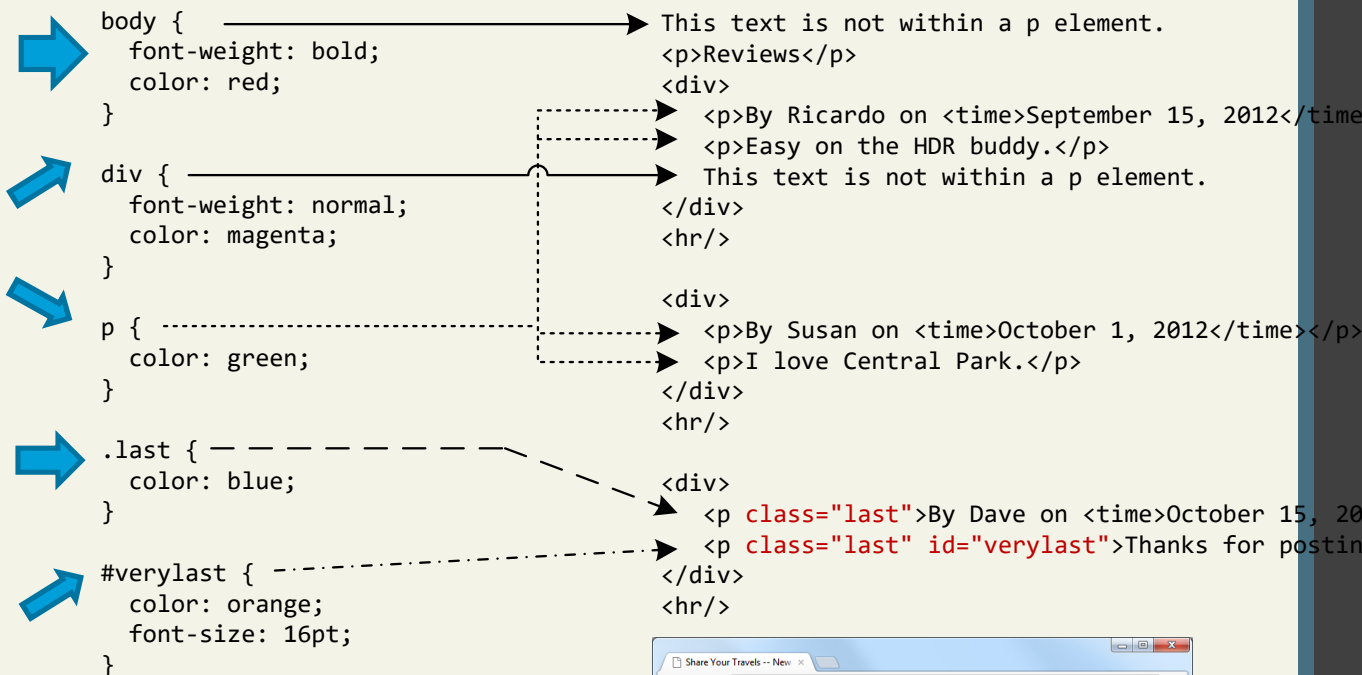 body {
font-weight: bold;
color: red;
}
div {
font-weight: normal;
color: magenta;
}
p {
color: green;
}
.last {
color: blue;
}
#verylast {
color: orange;
font-size: 16pt;
}
This text is not within a p element.
<p>Reviews</p>
<div>
<p>By Ricardo on <time>September 15, 2012</time
<p>Easy on the HDR buddy.</p>
This text is not within a p element.
</div>
<hr/>
<div>
<p>By Susan on <time>October 1, 2012</time></p>
<p>I love Central Park.</p>
</div>
<hr/>
<div>
<p class="last">By Dave on <time>October 15, 20
<p class="last" id="verylast">Thanks for postin
</div>
<hr/>
Share Your Travels -- New